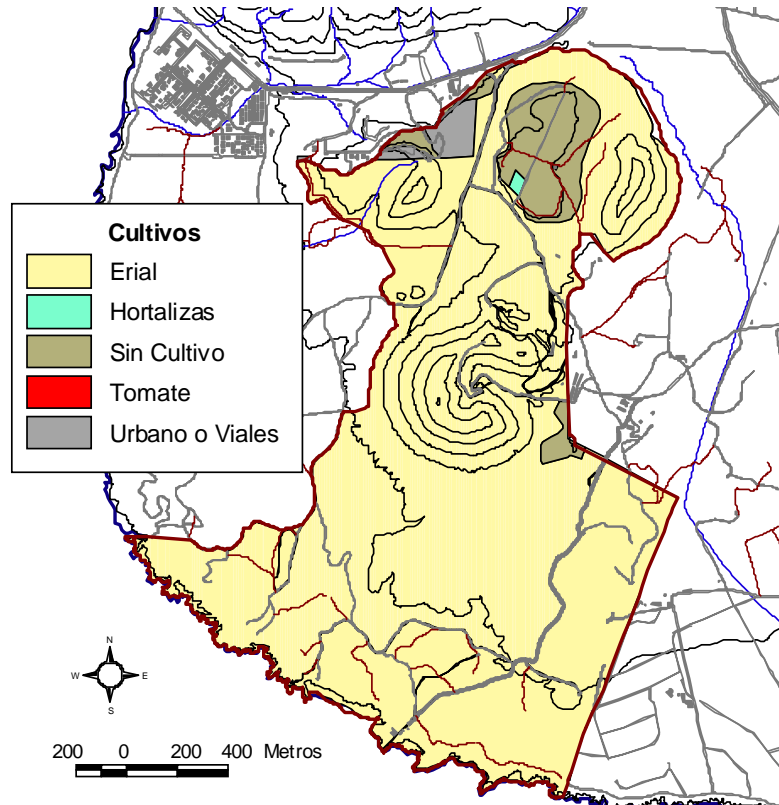 Cultivos
Erial
Hortalizas
Sin Cultivo
Tomate
Urbano o Viales
N
W E
S
200 0 200 400 Metros